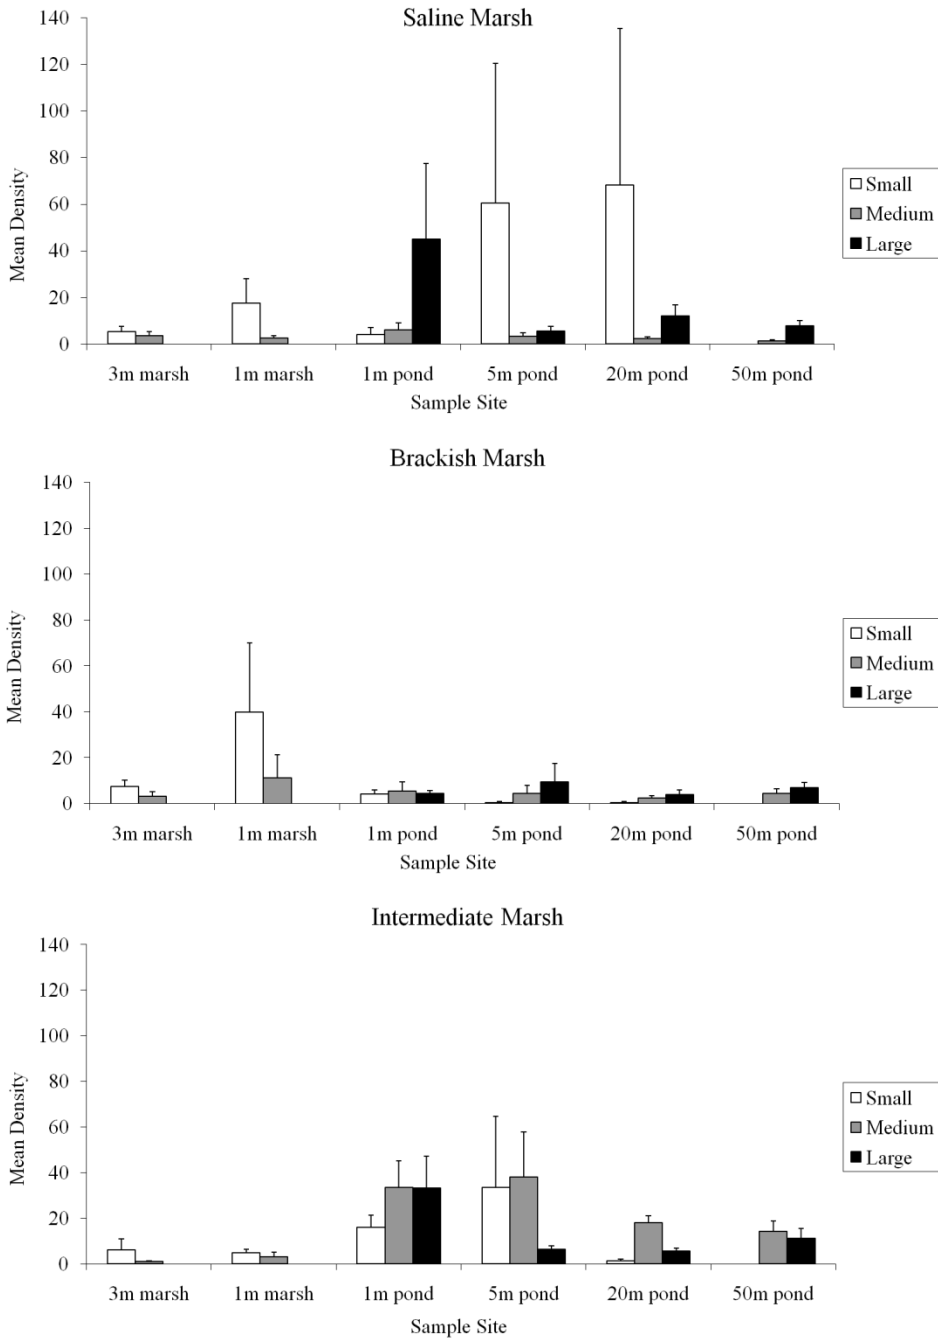 Saline Marsh
140
120
100
80
60
40
20
0
Mean Density
3m marsh 1m marsh 1m pond 5m pond 20m pond 50m pond
Sample Site
Small
Medium
Large
Brackish Marsh
140
120
100
80
60
40
20
0
Mean Density
3m marsh 1m marsh 1m pond 5m pond 20m pond 50m pond
Sample Site
Small
Medium
Large
Intermediate Marsh
140
120
100
80
60
40
20
0
Mean Density
3m marsh 1m marsh 1m pond 5m pond 20m pond 50m pond
Sample Site
Small
Medium
Large